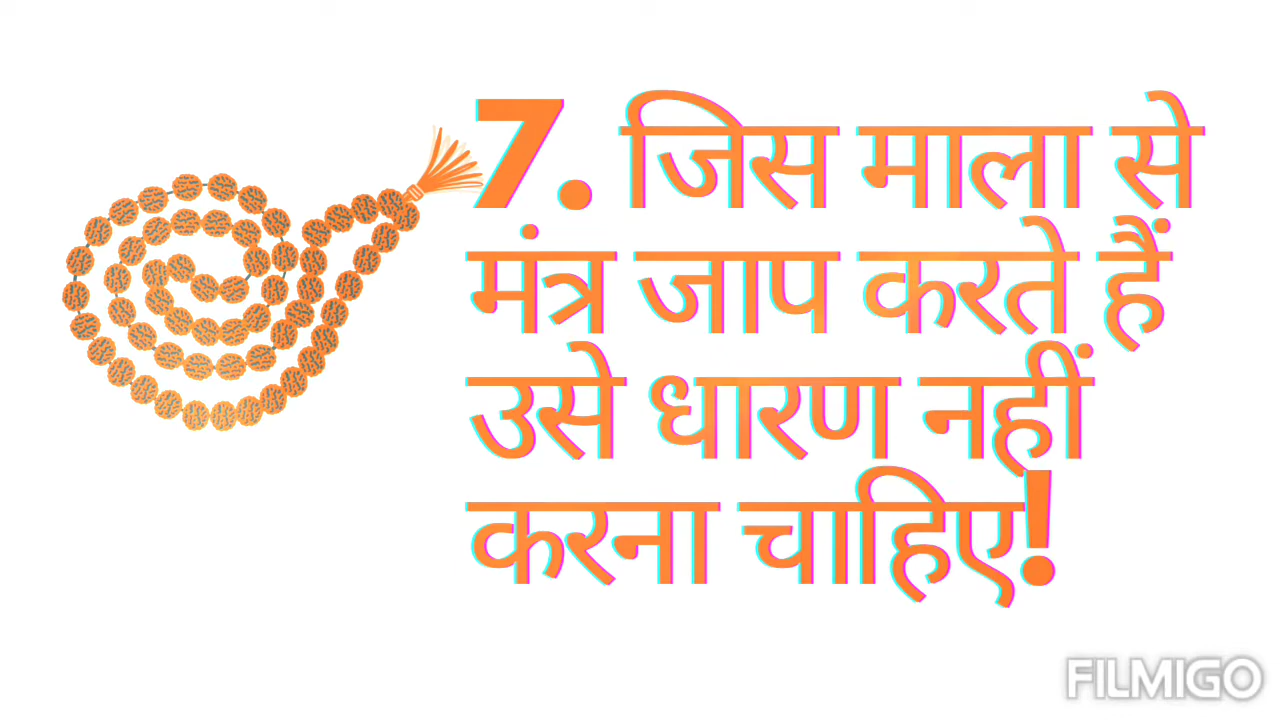 7. जिस माला से
मंत्र जाप करते हैं
उसे धारण नहीं
करना चाहिए!
FILMIGO